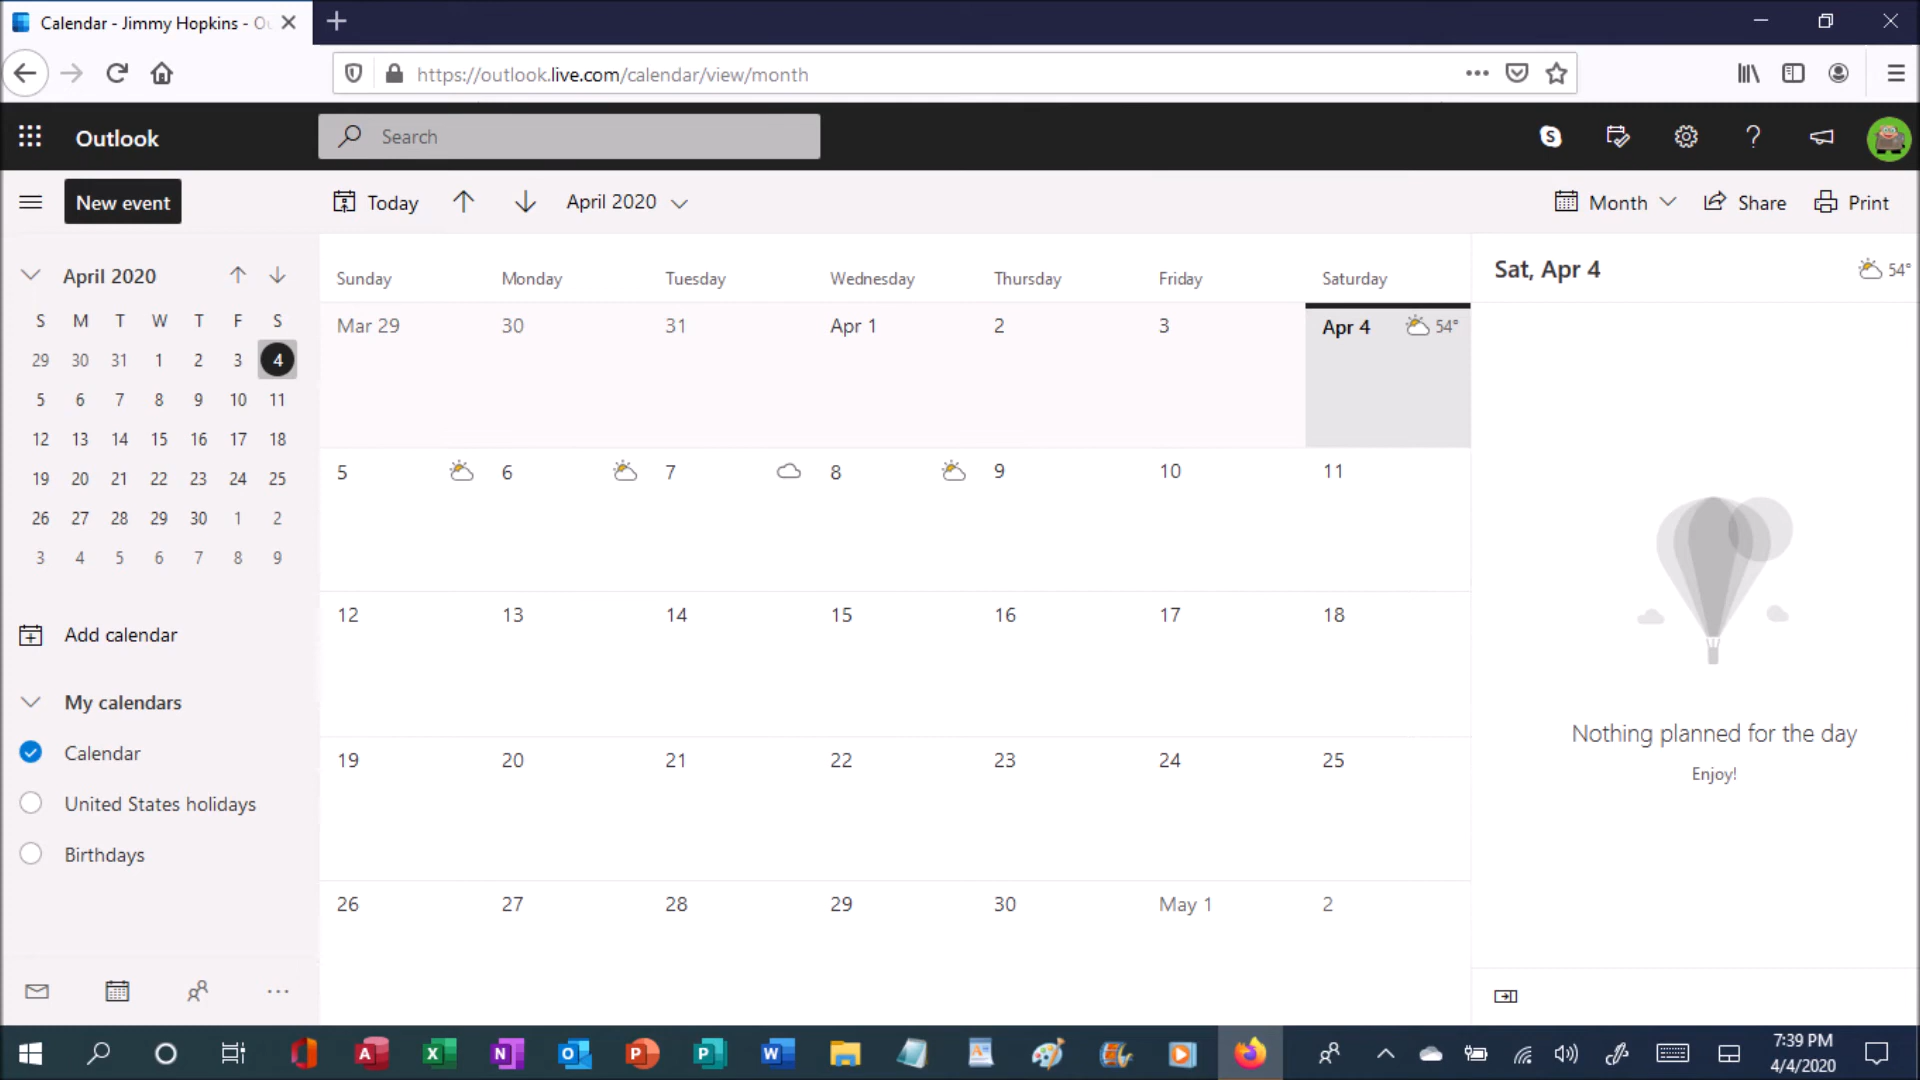 Calendar - Jimmy Hopkins - Ou
https://outlook.live.com/calendar/view/month
Outlook
Search
New event
Today
April 2020
Month
Share
Print
April 2020
S M T W T F S
29 30 31 1 2 3 4
5 6 7 8 9 10 11
12 13 14 15 16 17 18
19 20 21 22 23 24 25
26 27 28 29 30 1 2
3 4 5 6 7 8 9
Add calendar
My calendars
Calendar
United States holidays
Birthdays
Sunday Monday Tuesday Wednesday Thursday Friday Saturday
Mar 29 30 31 Apr 1 2 3 Apr 4 54°
5 6 7 8 9 10 11
12 13 14 15 16 17 18
19 20 21 22 23 24 25
26 27 28 29 30 May 1 2
Sat, Apr 4 54°
Nothing planned for the day
Enjoy!
7:39 PM
4/4/2020